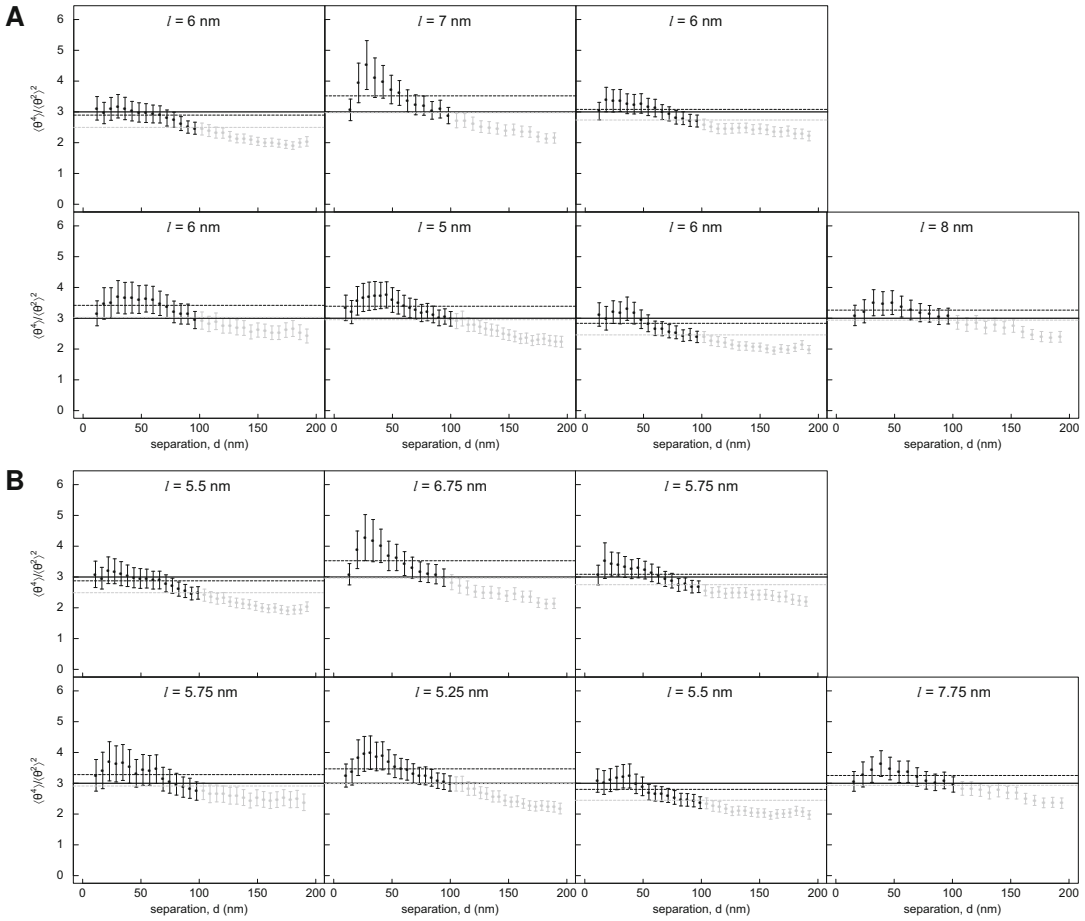 A
l = 6 nm
l = 7 nm
l = 6 nm
6
5
4
3
2
1
0
⟨θ⁴⟩/⟨θ²⟩²
l = 6 nm
l = 5 nm
l = 6 nm
l = 8 nm
6
5
4
3
2
1
0
⟨θ⁴⟩/⟨θ²⟩²
0 50 100 150 200 0 50 100 150 200 0 50 100 150 200 0 50 100 150 200
separation, d (nm) separation, d (nm) separation, d (nm) separation, d (nm)
B
l = 5.5 nm
l = 6.75 nm
l = 5.75 nm
6
5
4
3
2
1
0
⟨θ⁴⟩/⟨θ²⟩²
l = 5.75 nm
l = 5.25 nm
l = 5.5 nm
l = 7.75 nm
6
5
4
3
2
1
0
⟨θ⁴⟩/⟨θ²⟩²
0 50 100 150 200 0 50 100 150 200 0 50 100 150 200 0 50 100 150 200
separation, d (nm) separation, d (nm) separation, d (nm) separation, d (nm)